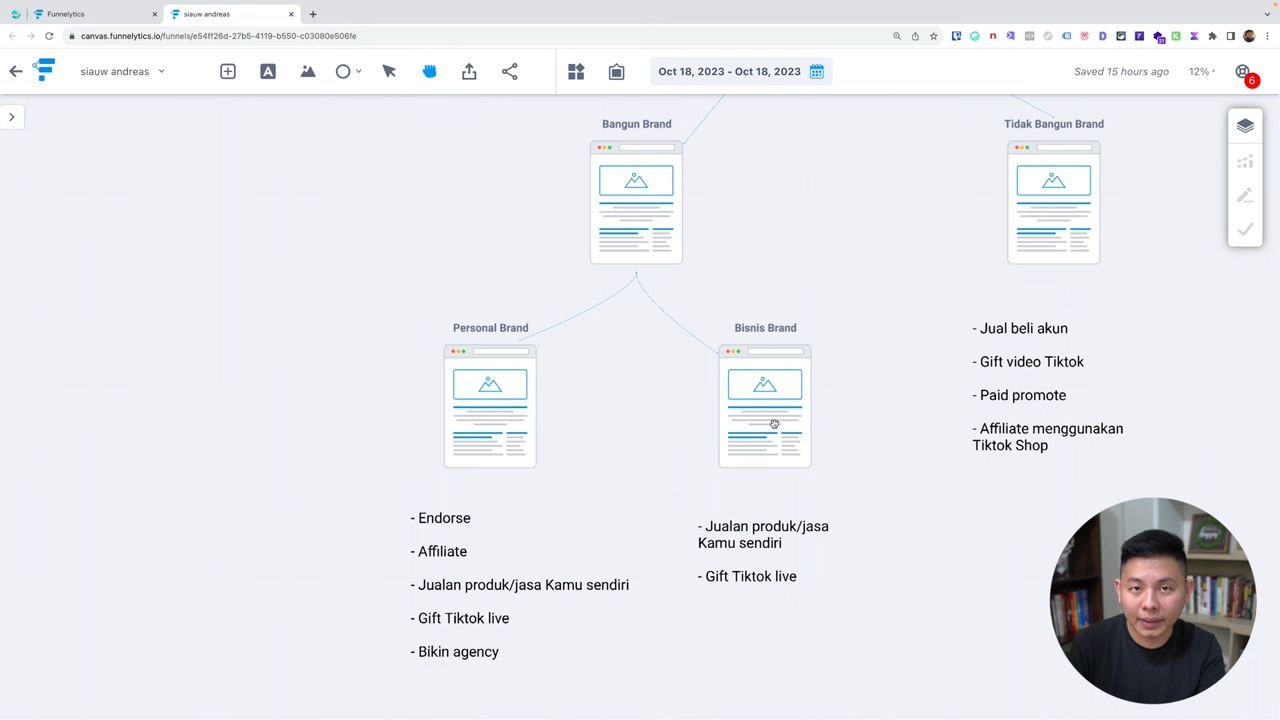 Funnelytics
siauw andreas
canvas.funnelytics.io/funnels/e54ff26d-27b5-4119-b550-c03080e506fe
siauw andreas
Oct 18, 2023 - Oct 18, 2023
Saved 15 hours ago
12%
6
Bangun Brand
Tidak Bangun Brand
Personal Brand
Bisnis Brand
- Jual beli akun
- Gift video Tiktok
- Paid promote
- Affiliate menggunakan
Tiktok Shop
- Endorse
- Affiliate
- Jualan produk/jasa Kamu sendiri
- Gift Tiktok live
- Bikin agency
- Jualan produk/jasa
Kamu sendiri
- Gift Tiktok live